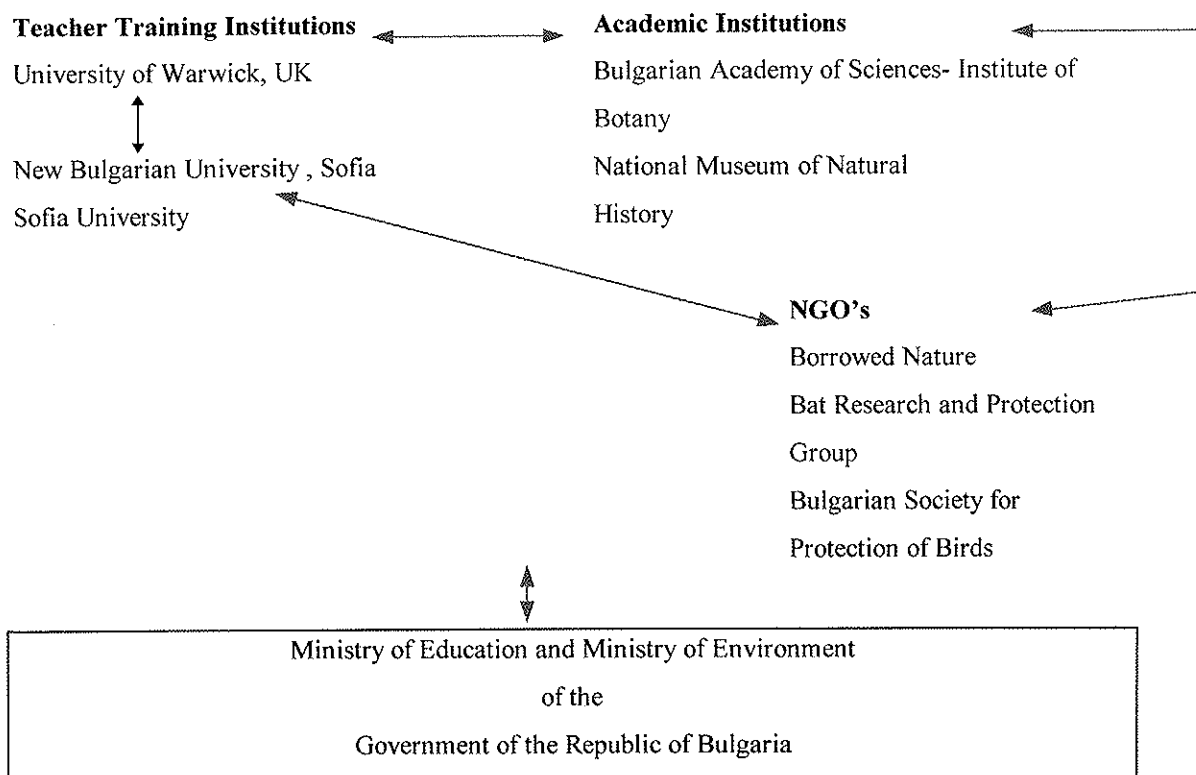 Teacher Training Institutions
University of Warwick, UK
New Bulgarian University , Sofia
Sofia University
Academic Institutions
Bulgarian Academy of Sciences- Institute of
Botany
National Museum of Natural
History
NGO's
Borrowed Nature
Bat Research and Protection
Group
Bulgarian Society for
Protection of Birds
Ministry of Education and Ministry of Environment
of the
Government of the Republic of Bulgaria